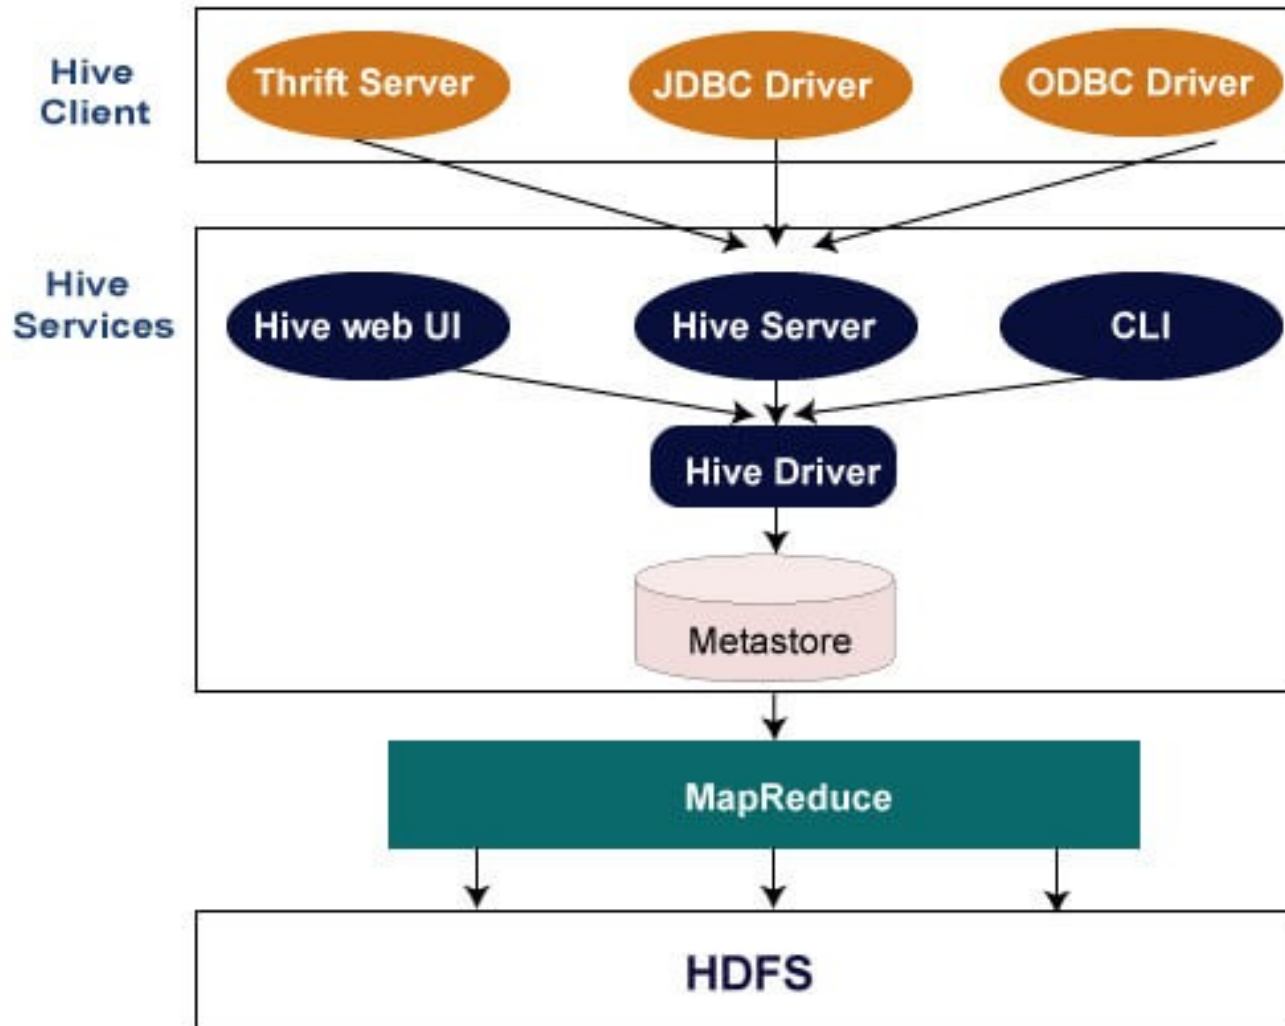 Hive
Client
Thrift Server
JDBC Driver
ODBC Driver
Hive
Services
Hive web UI
Hive Server
CLI
Hive Driver
Metastore
MapReduce
HDFS